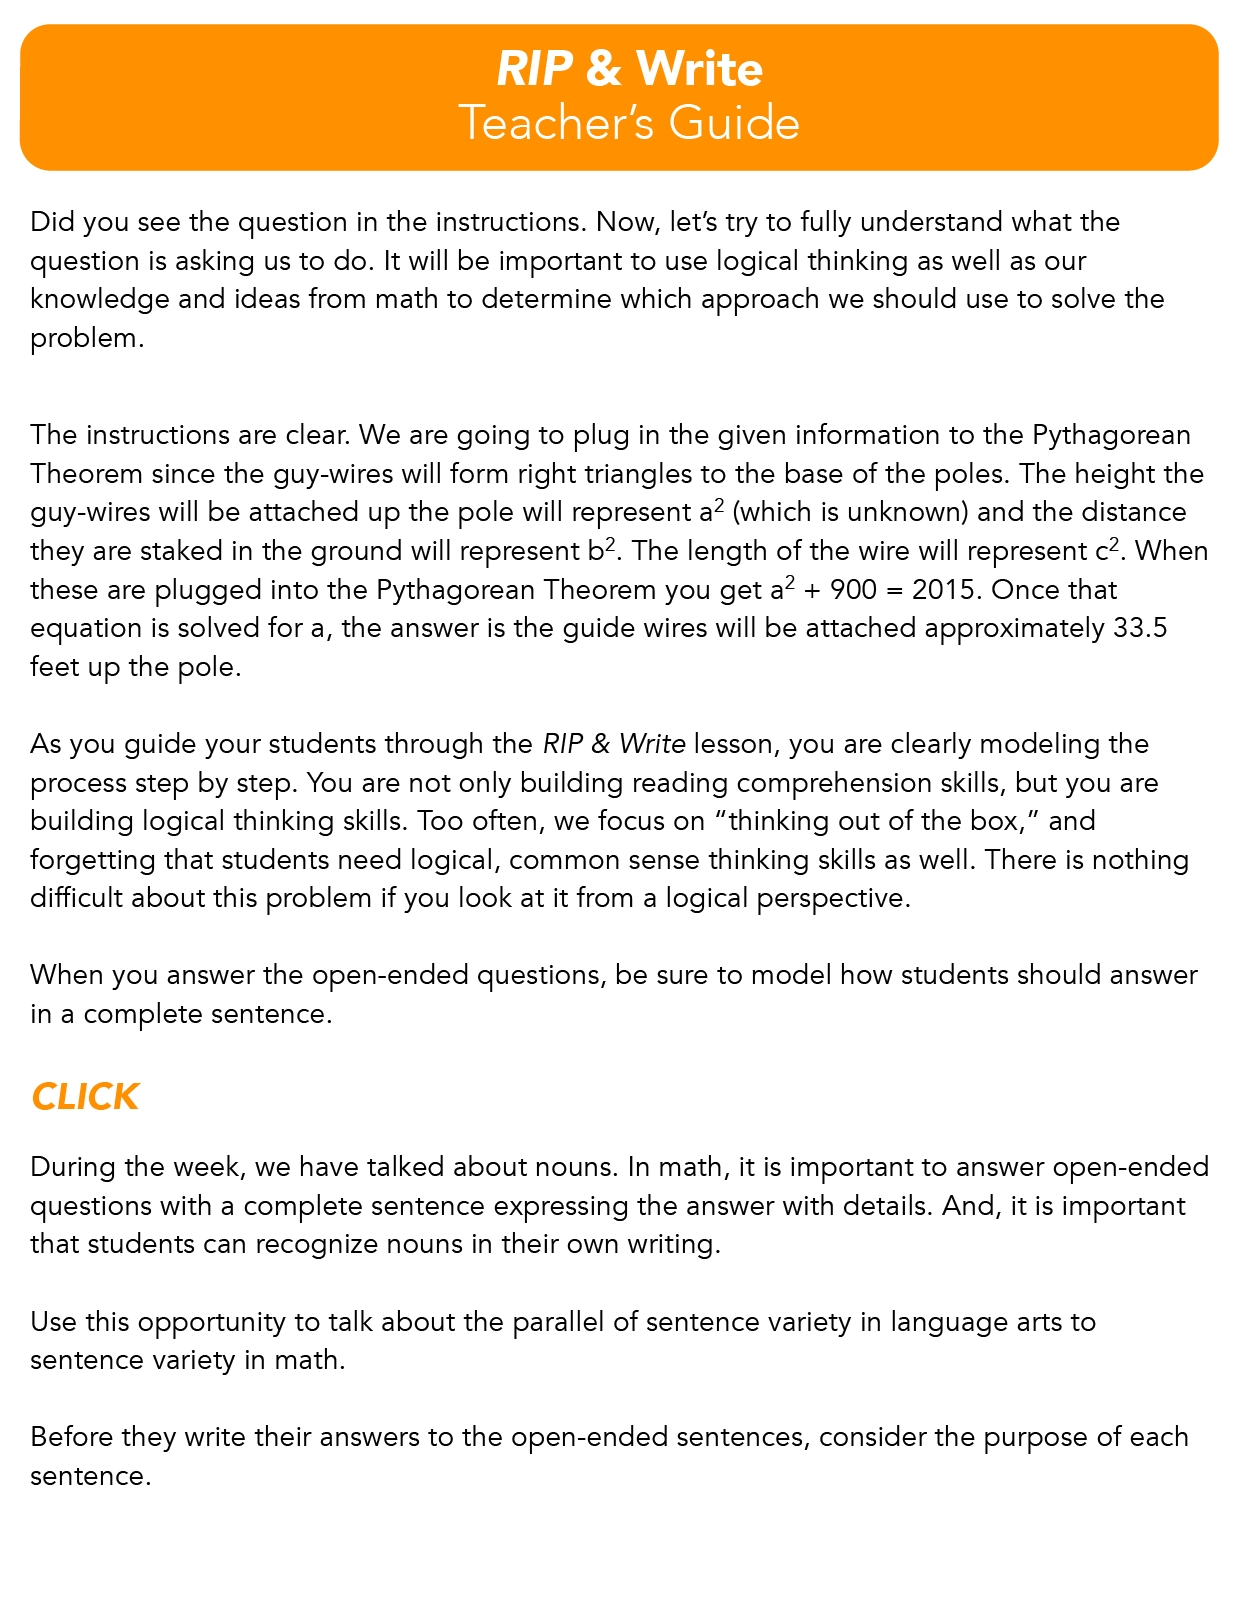 RIP & Write
Teacher’s Guide
Did you see the question in the instructions. Now, let’s try to fully understand what the
question is asking us to do. It will be important to use logical thinking as well as our
knowledge and ideas from math to determine which approach we should use to solve the
problem.
The instructions are clear. We are going to plug in the given information to the Pythagorean
Theorem since the guy-wires will form right triangles to the base of the poles. The height the
guy-wires will be attached up the pole will represent a² (which is unknown) and the distance
they are staked in the ground will represent b². The length of the wire will represent c². When
these are plugged into the Pythagorean Theorem you get a² + 900 = 2015. Once that
equation is solved for a, the answer is the guide wires will be attached approximately 33.5
feet up the pole.
As you guide your students through the RIP & Write lesson, you are clearly modeling the
process step by step. You are not only building reading comprehension skills, but you are
building logical thinking skills. Too often, we focus on “thinking out of the box,” and
forgetting that students need logical, common sense thinking skills as well. There is nothing
difficult about this problem if you look at it from a logical perspective.
When you answer the open-ended questions, be sure to model how students should answer
in a complete sentence.
CLICK
During the week, we have talked about nouns. In math, it is important to answer open-ended
questions with a complete sentence expressing the answer with details. And, it is important
that students can recognize nouns in their own writing.
Use this opportunity to talk about the parallel of sentence variety in language arts to
sentence variety in math.
Before they write their answers to the open-ended sentences, consider the purpose of each
sentence.